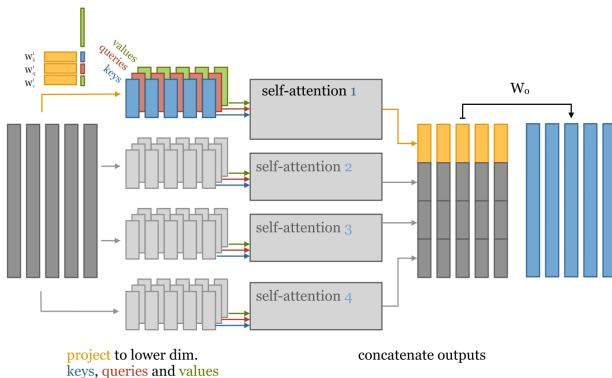 values
queries
keys
self-attention 1
W₀
self-attention 2
self-attention 3
self-attention 4
project to lower dim.
keys, queries and values
concatenate outputs